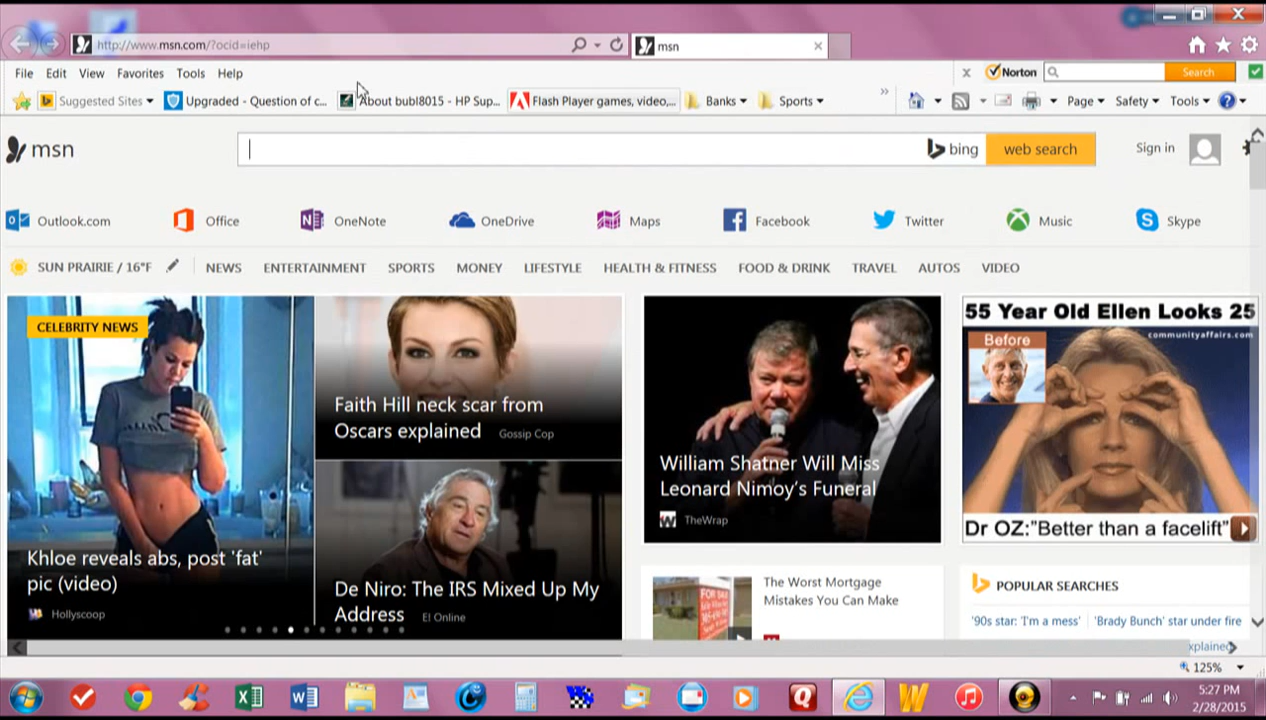 http://www.msn.com/?ocid=iehp
msn
File Edit View Favorites Tools Help
x Norton Search
Suggested Sites Upgraded - Question of c... About bubl8015 - HP Sup... Flash Player games, video,... Banks Sports » Page Safety Tools
msn
bing web search Sign in
Outlook.com Office OneNote OneDrive Maps Facebook Twitter Music Skype
SUN PRAIRIE / 16°F NEWS ENTERTAINMENT SPORTS MONEY LIFESTYLE HEALTH & FITNESS FOOD & DRINK TRAVEL AUTOS VIDEO
CELEBRITY NEWS
Khloe reveals abs, post 'fat'
pic (video)
Hollyscoop
Faith Hill neck scar from
Oscars explained Gossip Cop
De Niro: The IRS Mixed Up My
Address E! Online
William Shatner Will Miss
Leonard Nimoy's Funeral
TheWrap
55 Year Old Ellen Looks 25
communityaffairs.com
Before
Dr OZ:"Better than a facelift"
FOR SALE
The Worst Mortgage
Mistakes You Can Make
POPULAR SEARCHES
'90s star: 'I'm a mess' 'Brady Bunch' star under fire
xplained
125%
5:27 PM
2/28/2015